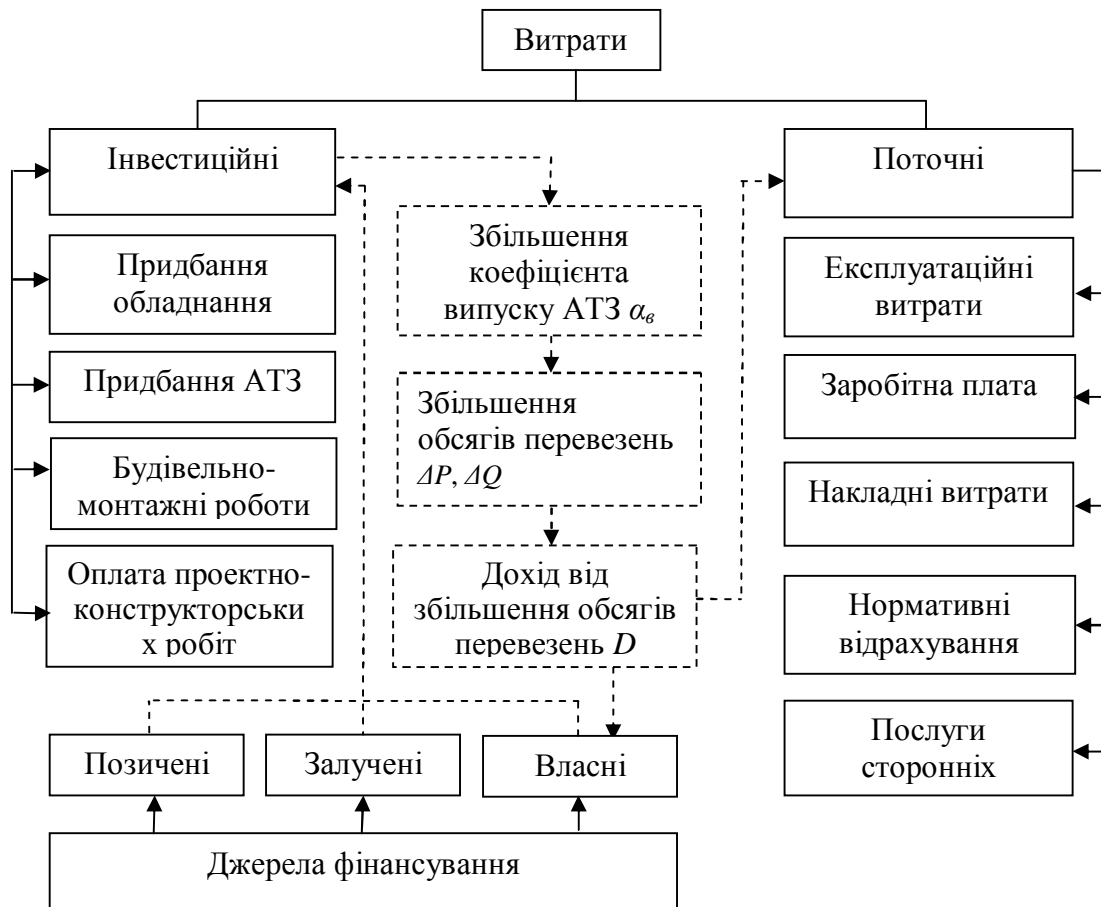 Витрати
Інвестиційні
Придбання
обладнання
Придбання АТЗ
Будівельно-
монтажні роботи
Оплата проектно-
конструкторськи
х робіт
Збільшення
коефіцієнта
випуску АТЗ αв
Збільшення
обсягів перевезень
ΔP, ΔQ
Дохід від
збільшення обсягів
перевезень D
Поточні
Експлуатаційні
витрати
Заробітна плата
Накладні витрати
Нормативні
відрахування
Послуги
сторонніх
Позичені
Залучені
Власні
Джерела фінансування